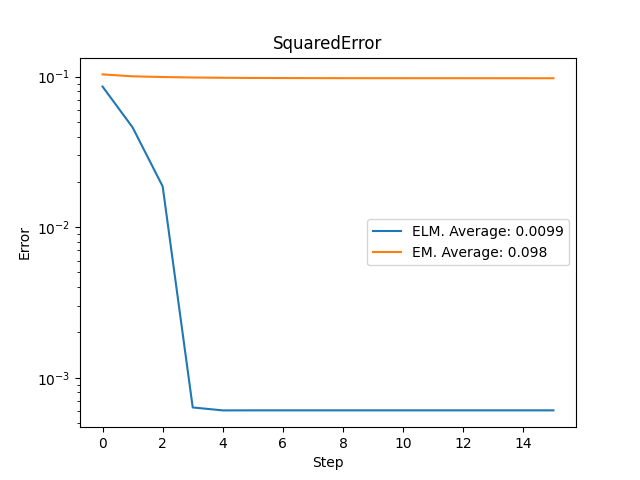 SquaredError
Error
10⁻¹
10⁻²
10⁻³
ELM. Average: 0.0099
EM. Average: 0.098
0 2 4 6 8 10 12 14
Step